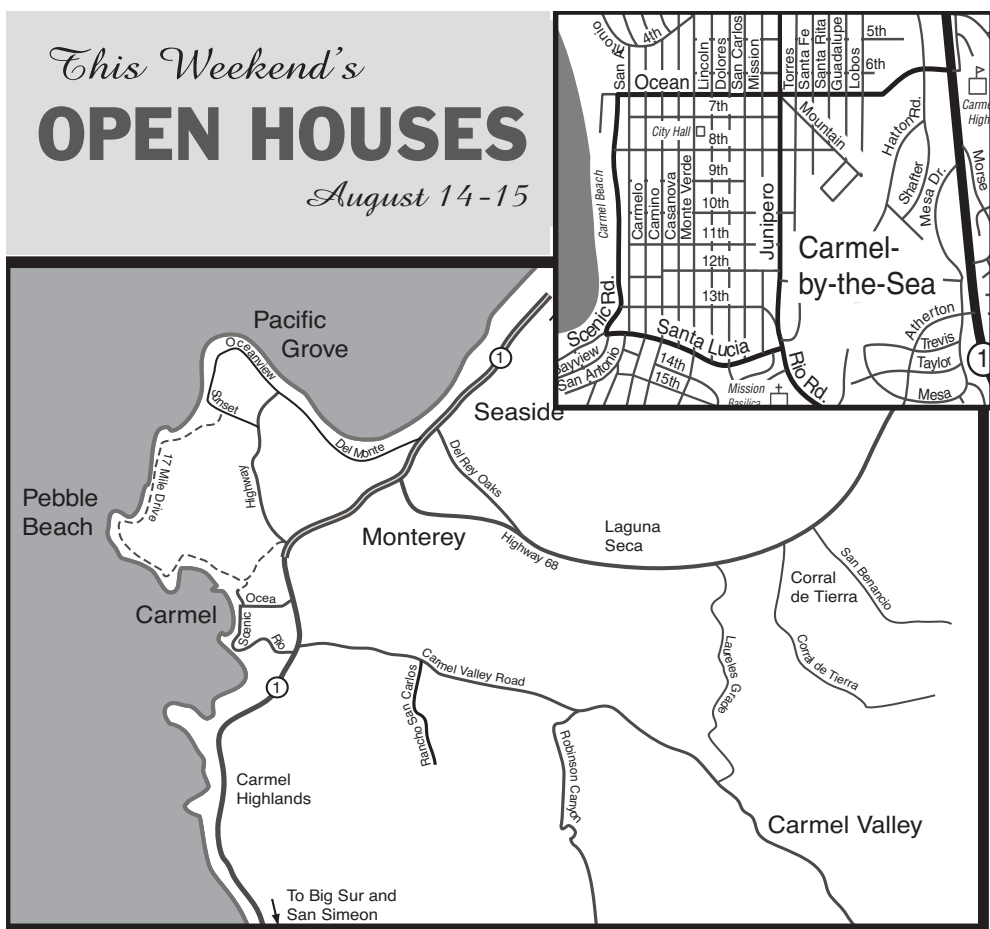 This Weekend's
OPEN HOUSES
August 14-15
San A
tonio
4th
Lincoln
Dolores
San Carlos
Mission
Torres
Santa Fe
Santa Rita
Guadalupe
Lobos
5th
6th
Ocean
7th
City Hall
8th
9th
10th
11th
12th
13th
Carmel Beach
Carmelo
Camino
Casanova
Monte Verde
Junipero
Mountain
Hatton Rd.
Shafter
Mesa Dr.
Morse
Carme
High
Carmel-
by-the-Sea
Scenic Rd.
Santa Lucia
Rio Rd.
ayview
San Antonio
14th
15th
Mission
Basilica
Atherton
Trevis
Taylor
Mesa
1
Pacific
Grove
Oceanview
Sunset
Del Monte
1
Seaside
17 Mile Drive
Highway
Del Rey Oaks
Pebble
Beach
Monterey
Highway 68
Laguna
Seca
San Benancio
Corral
de Tierra
Corral de Tierra
Carmel
Ocea
Scenic
Rio
1
Carmel Valley Road
Rancho San Carlos
Laureles Grade
Robinson Canyon
Carmel
Highlands
Carmel Valley
To Big Sur and
San Simeon